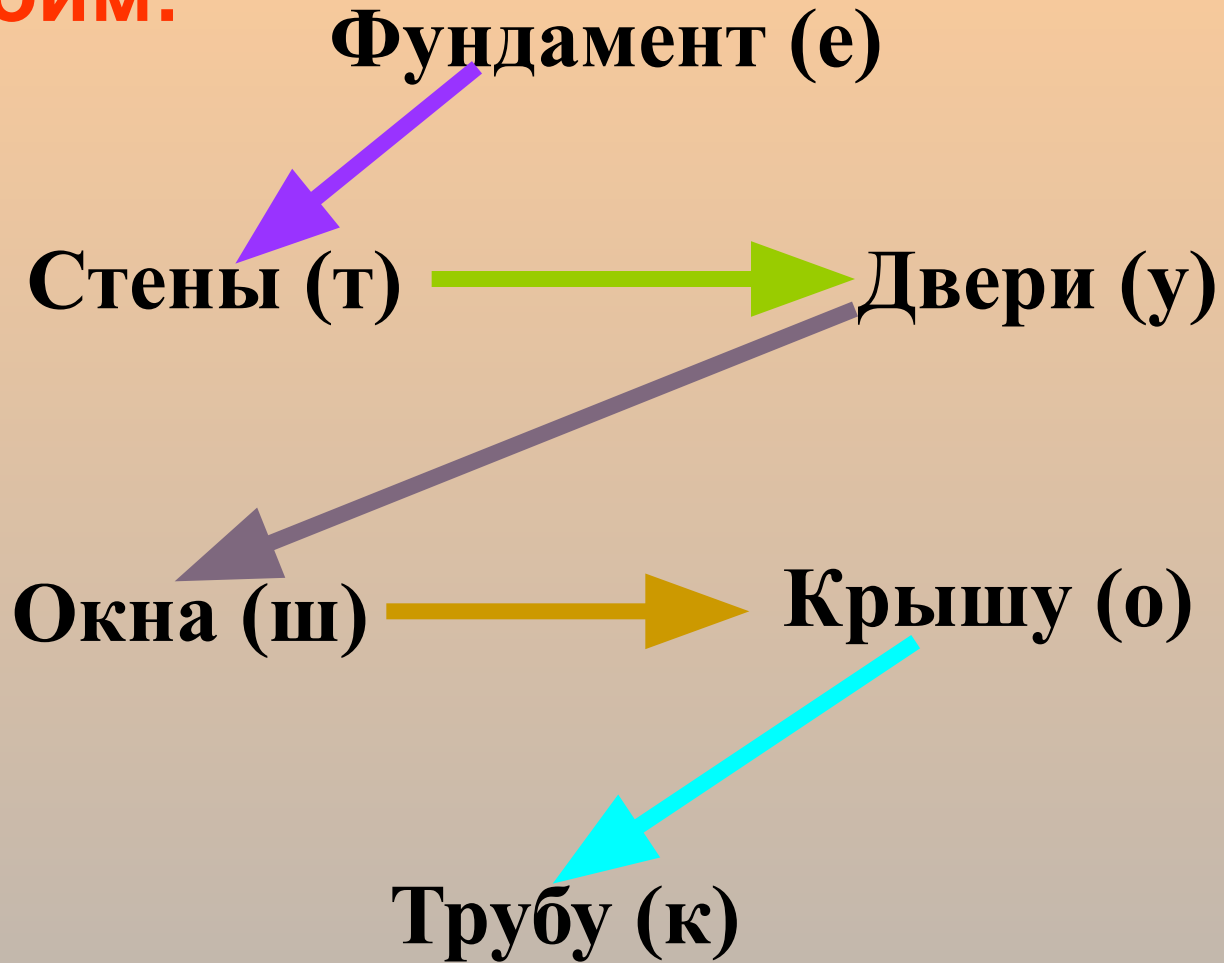 Фундамент (е)
Стены (т) Двери (у)
Окна (ш) Крышу (о)
Трубу (к)